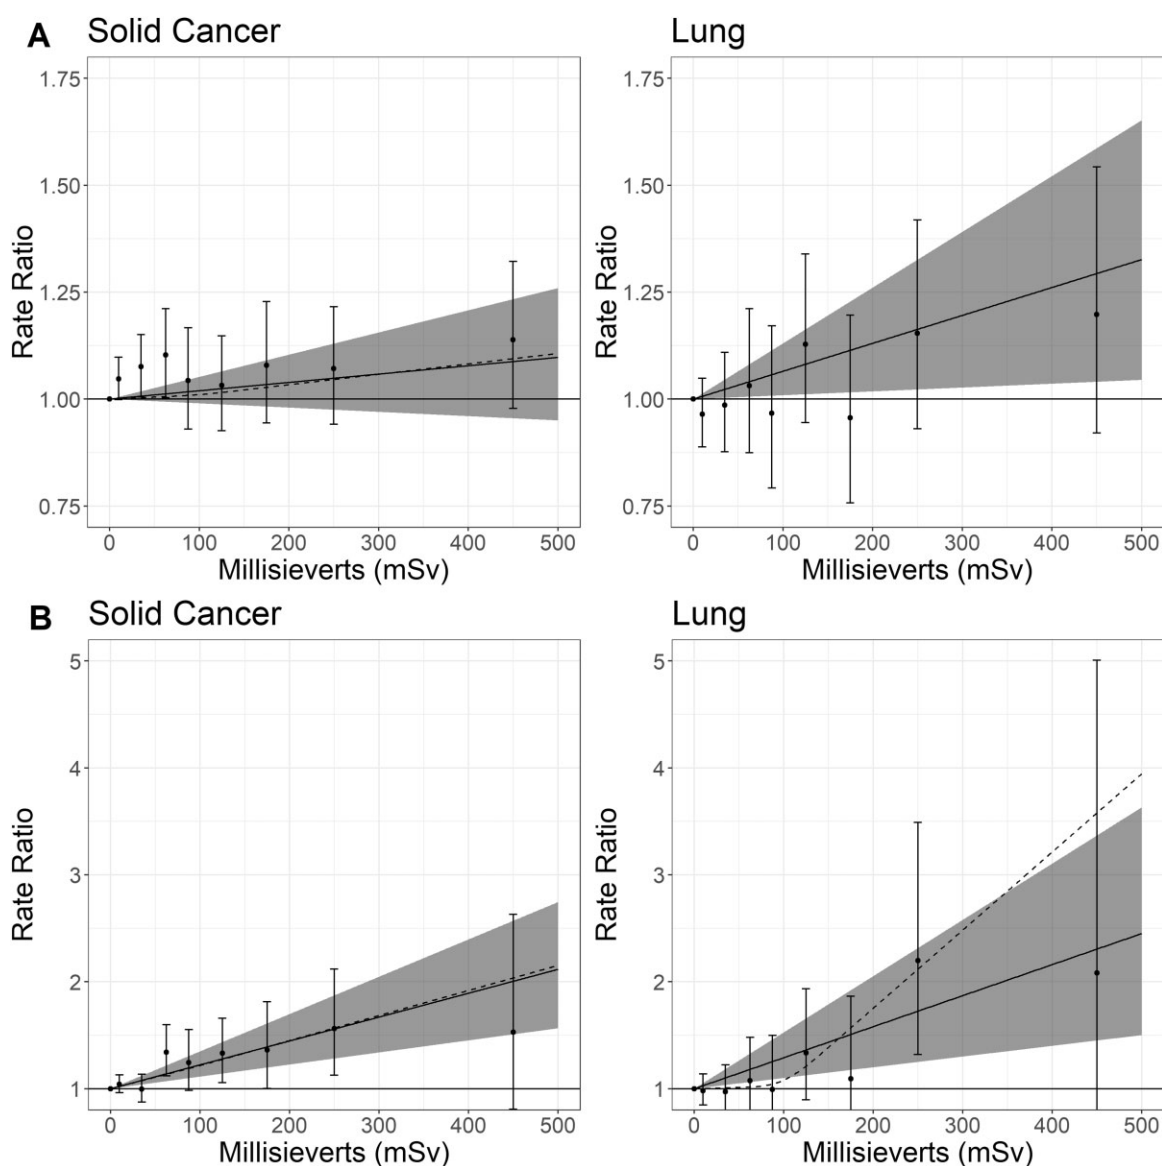 A Solid Cancer
Rate Ratio
1.75
1.50
1.25
1.00
0.75
0 100 200 300 400 500
Millisieverts (mSv)
Lung
Rate Ratio
1.75
1.50
1.25
1.00
0.75
0 100 200 300 400 500
Millisieverts (mSv)
B Solid Cancer
Rate Ratio
5
4
3
2
1
0 100 200 300 400 500
Millisieverts (mSv)
Lung
Rate Ratio
5
4
3
2
1
0 100 200 300 400 500
Millisieverts (mSv)